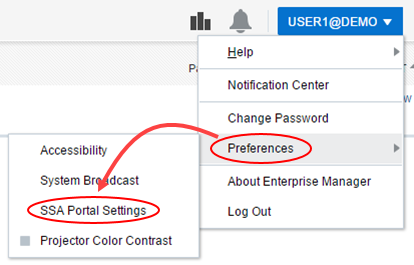 USER1@DEMO
Help
Pa
Notification Center
w
Change Password
Preferences
Accessibility
System Broadcast
About Enterprise Manager
SSA Portal Settings
Log Out
Projector Color Contrast